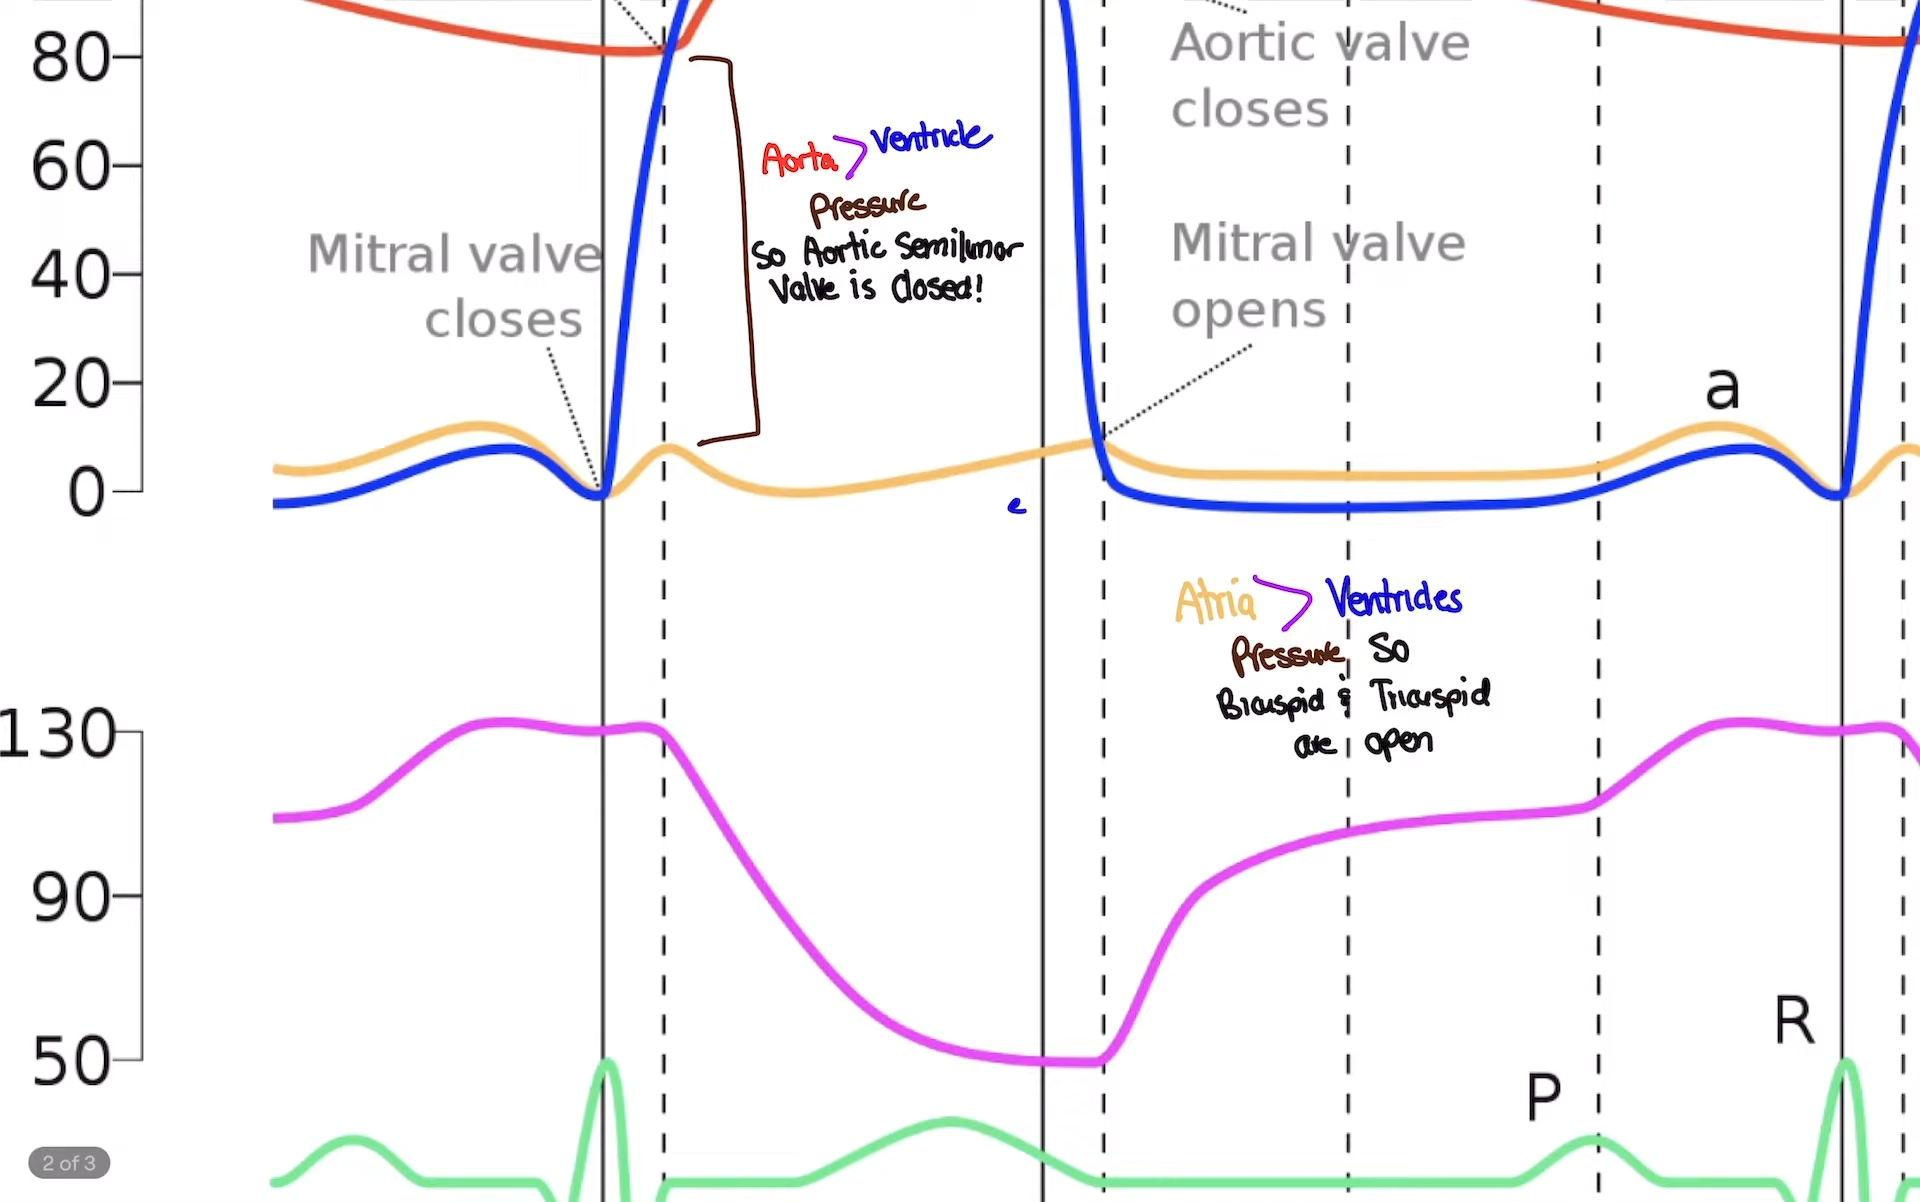 80
60
40
20
0
130
90
50
Mitral valve
closes
Aorta > Ventricle
Pressure
So Aortic Semilunar
Valve is Closed!
Aortic valve
closes
Mitral valve
opens
a
e
Atria > Ventricles
Pressure So
Bicuspid & Tricuspid
are open
R
P
2 of 3